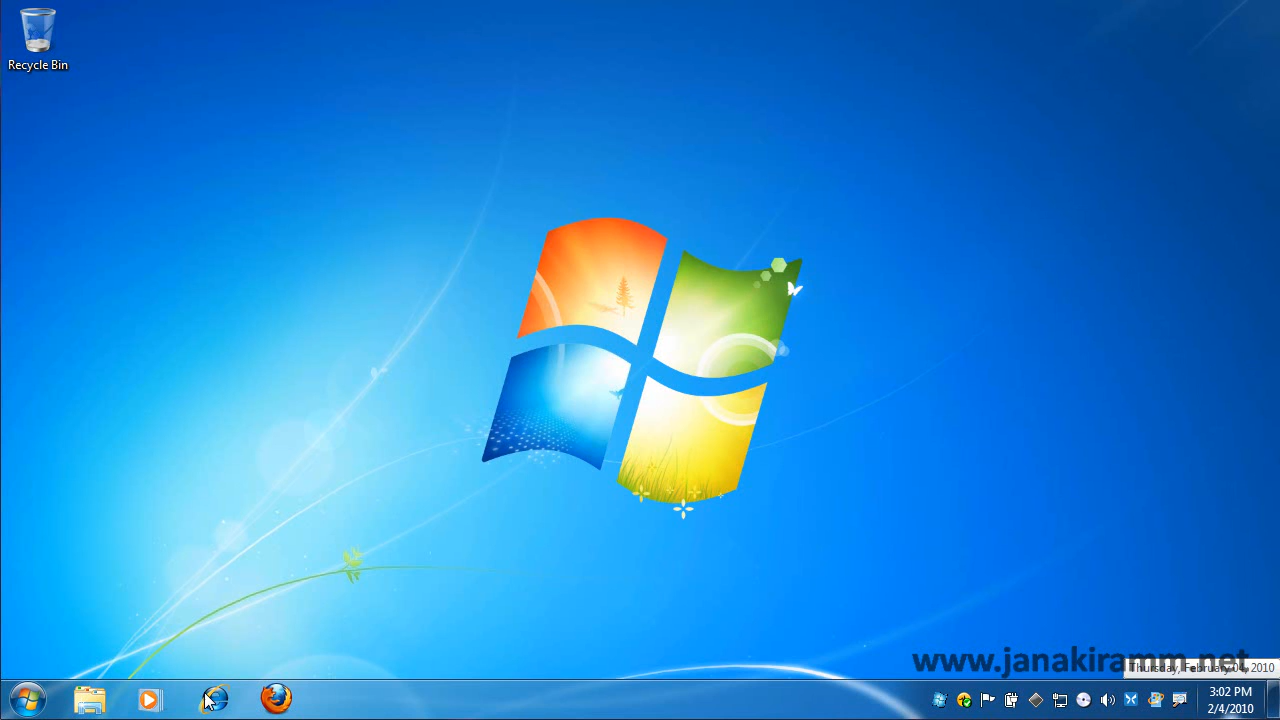 Recycle Bin
www.janakiramm.net
Thursday, February 04, 2010
3:02 PM
2/4/2010